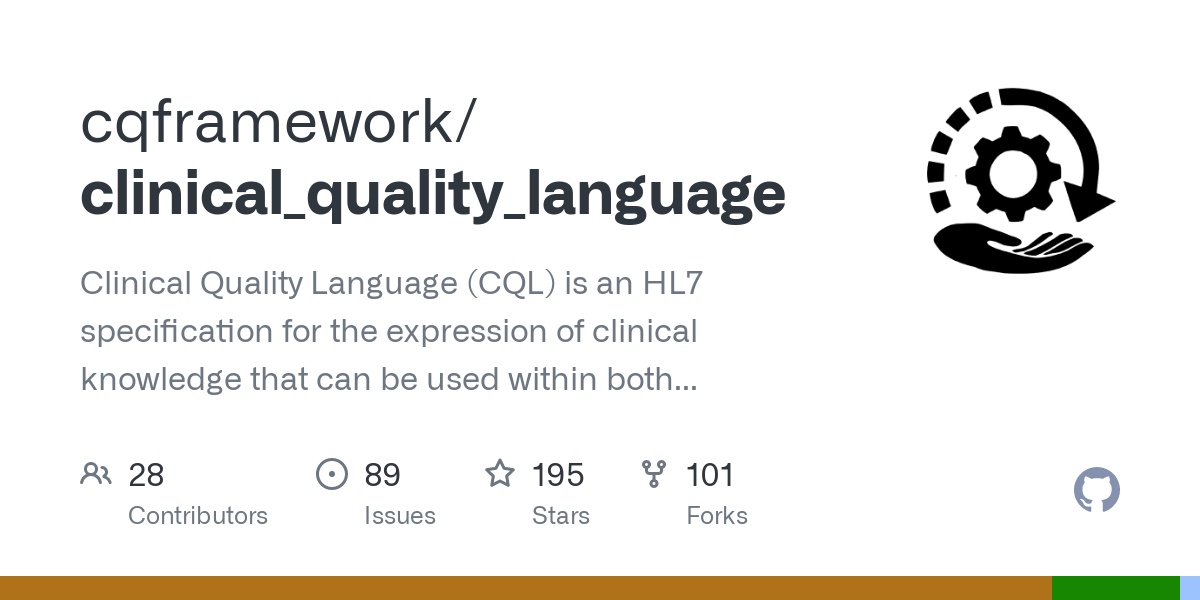 cqframework/
clinical_quality_language
Clinical Quality Language (CQL) is an HL7
specification for the expression of clinical
knowledge that can be used within both...
28 89 195 101
Contributors Issues Stars Forks